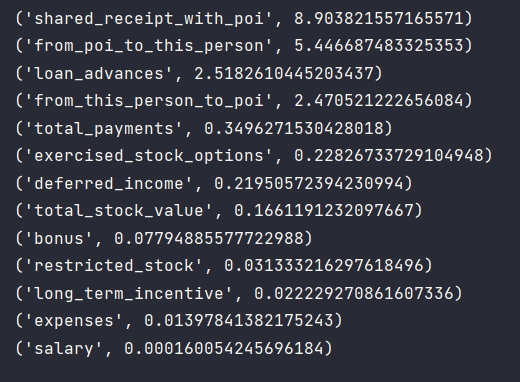 ('shared_receipt_with_poi', 8.903821557165571)
('from_poi_to_this_person', 5.446687483325353)
('loan_advances', 2.5182610445203437)
('from_this_person_to_poi', 2.470521222656084)
('total_payments', 0.3496271530428018)
('exercised_stock_options', 0.22826733729104948)
('deferred_income', 0.21950572394230994)
('total_stock_value', 0.1661191232097667)
('bonus', 0.07794885577722988)
('restricted_stock', 0.031333216297618496)
('long_term_incentive', 0.022229270861607336)
('expenses', 0.01397841382175243)
('salary', 0.000160054245696184)